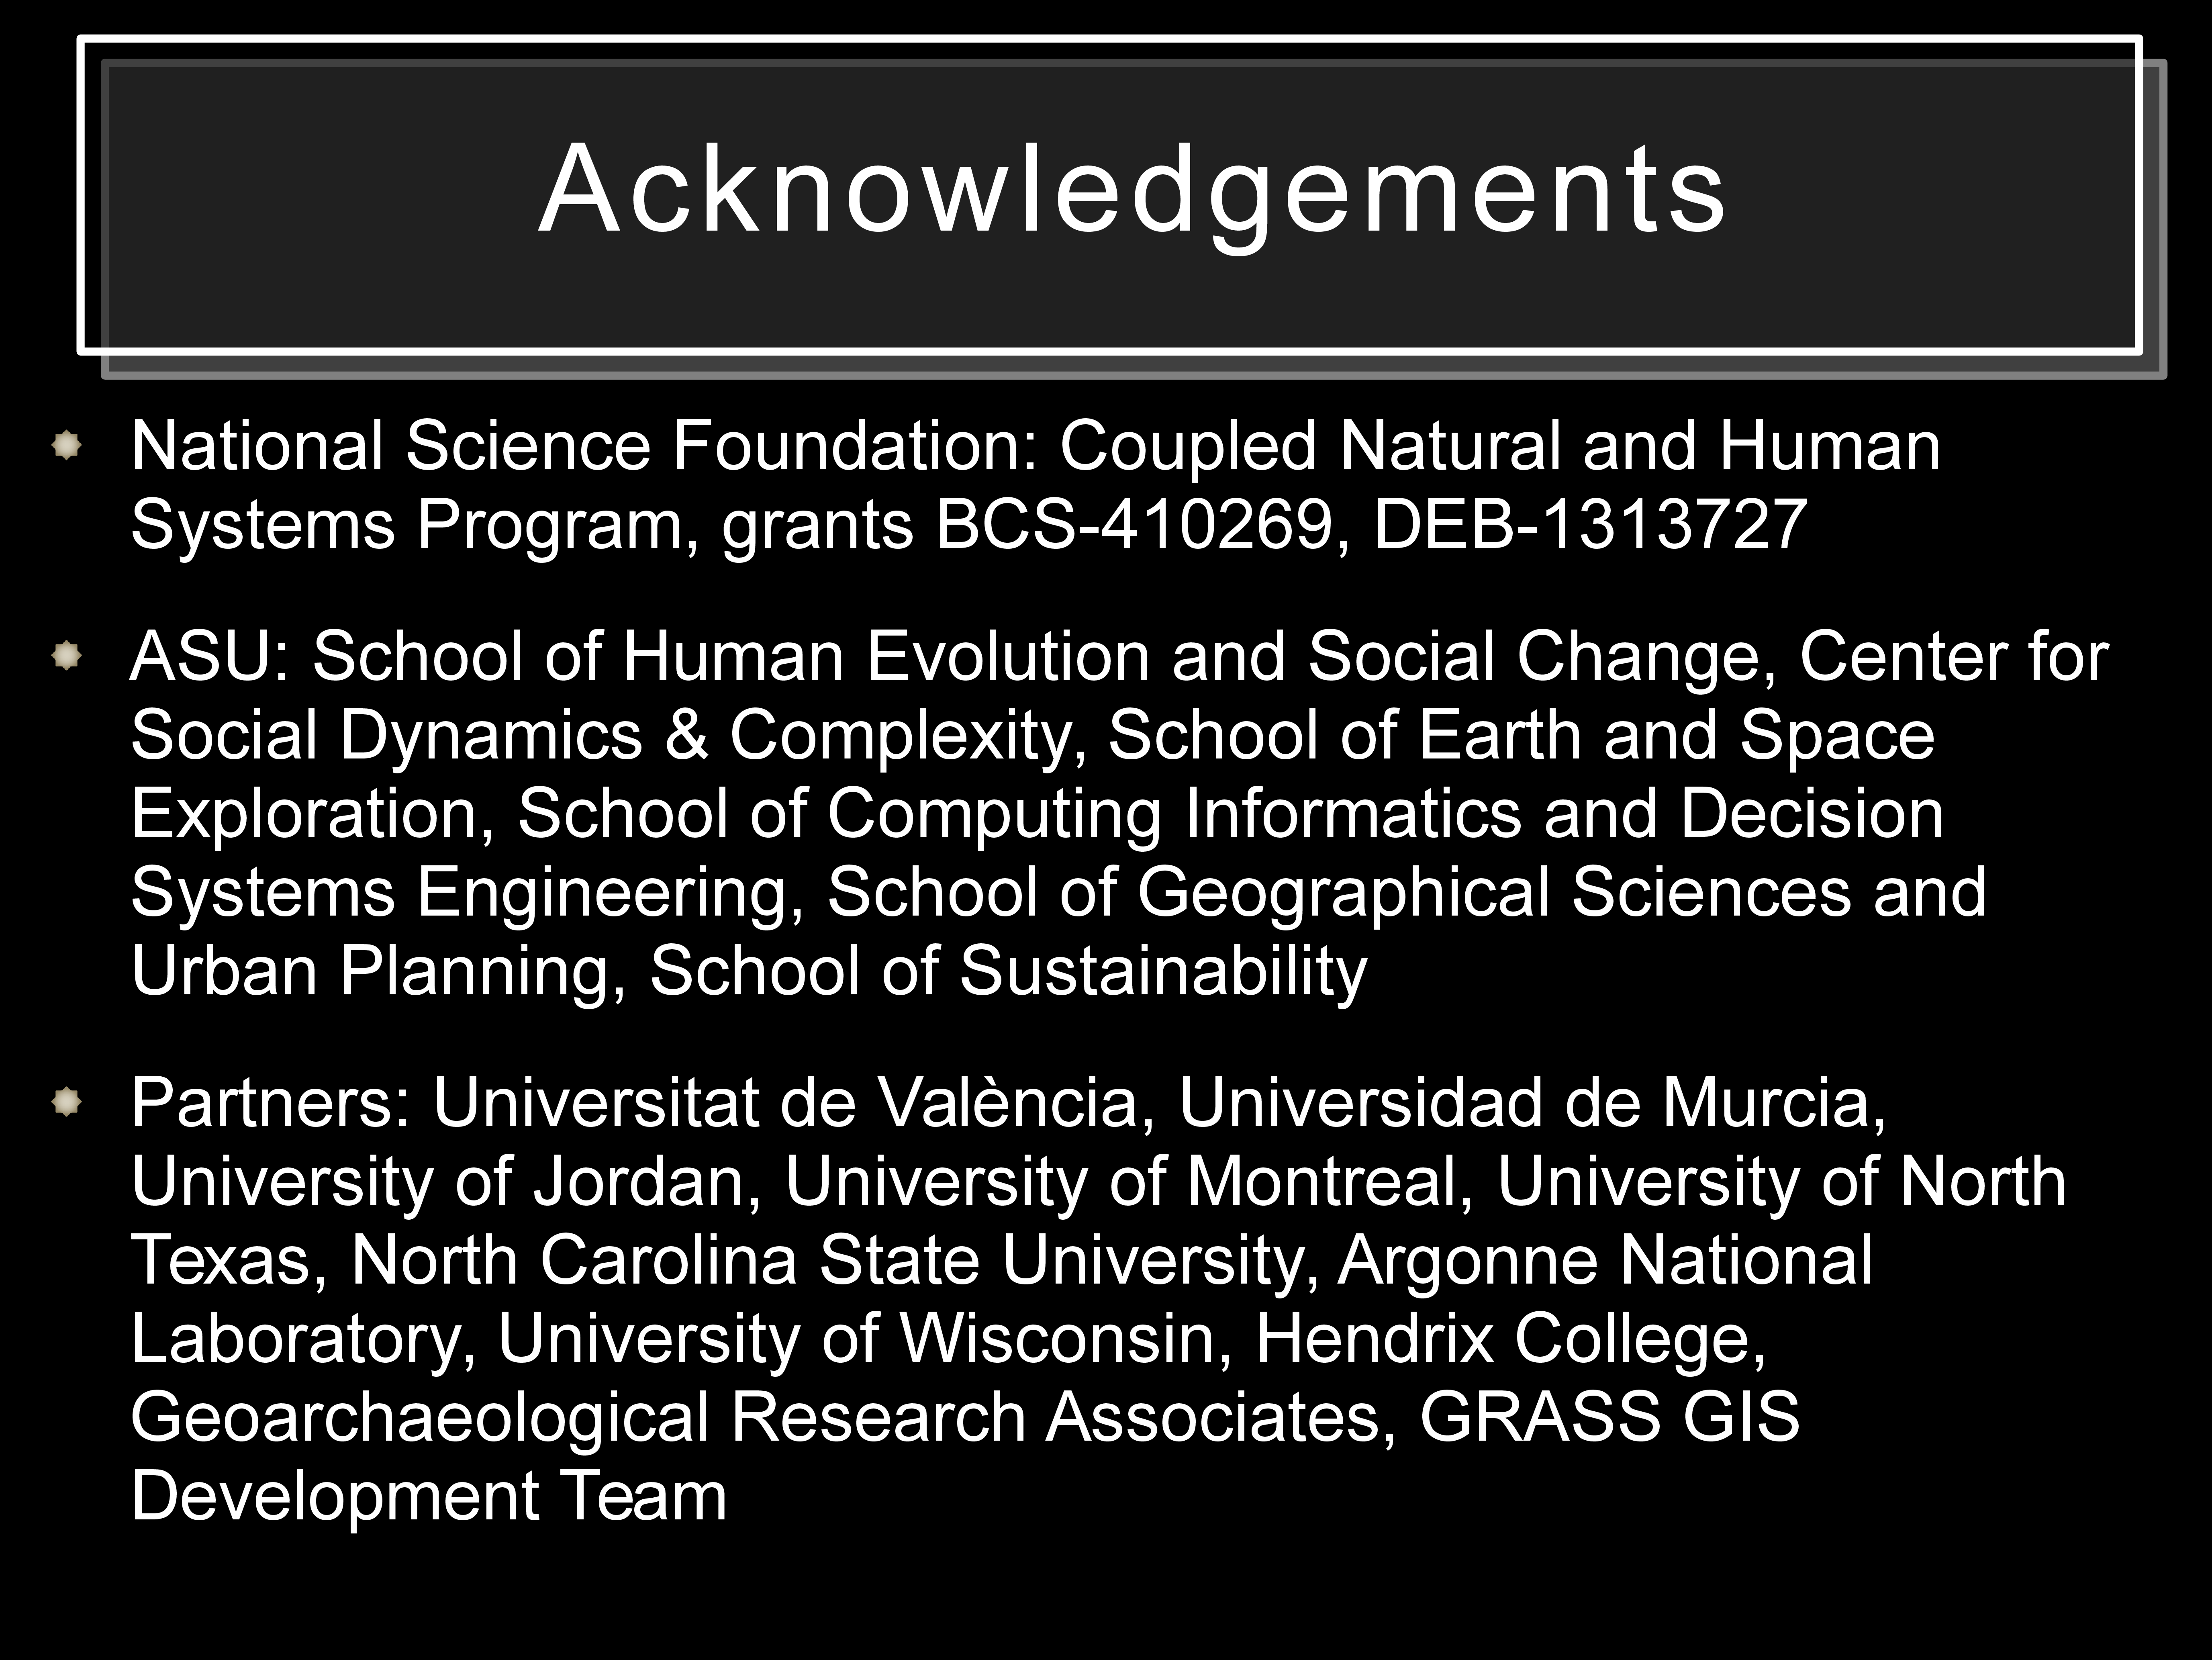 Acknowledgements
National Science Foundation: Coupled Natural and Human
Systems Program, grants BCS-410269, DEB-1313727
ASU: School of Human Evolution and Social Change, Center for
Social Dynamics & Complexity, School of Earth and Space
Exploration, School of Computing Informatics and Decision
Systems Engineering, School of Geographical Sciences and
Urban Planning, School of Sustainability
Partners: Universitat de València, Universidad de Murcia,
University of Jordan, University of Montreal, University of North
Texas, North Carolina State University, Argonne National
Laboratory, University of Wisconsin, Hendrix College,
Geoarchaeological Research Associates, GRASS GIS
Development Team